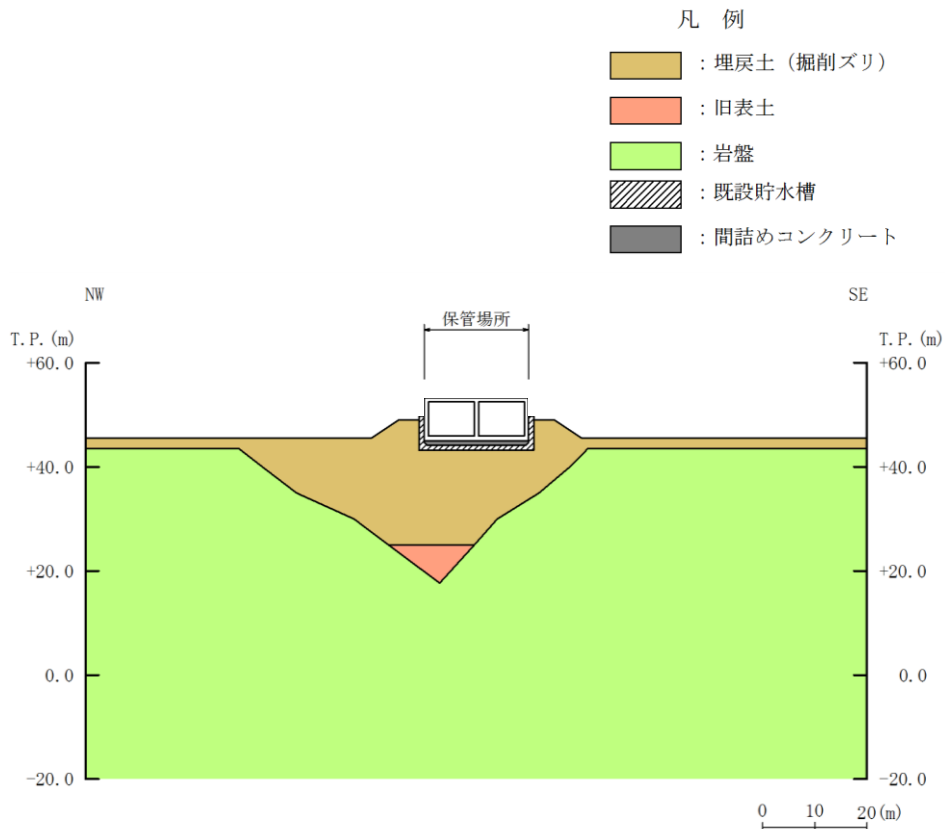 凡 例
：埋戻土（掘削ズリ）
：旧表土
：岩盤
：既設貯水槽
：間詰めコンクリート
NW
SE
保管場所
T.P.(m)
T.P.(m)
+60.0
+60.0
+40.0
+40.0
+20.0
+20.0
0.0
0.0
-20.0
-20.0
0 10 20(m)